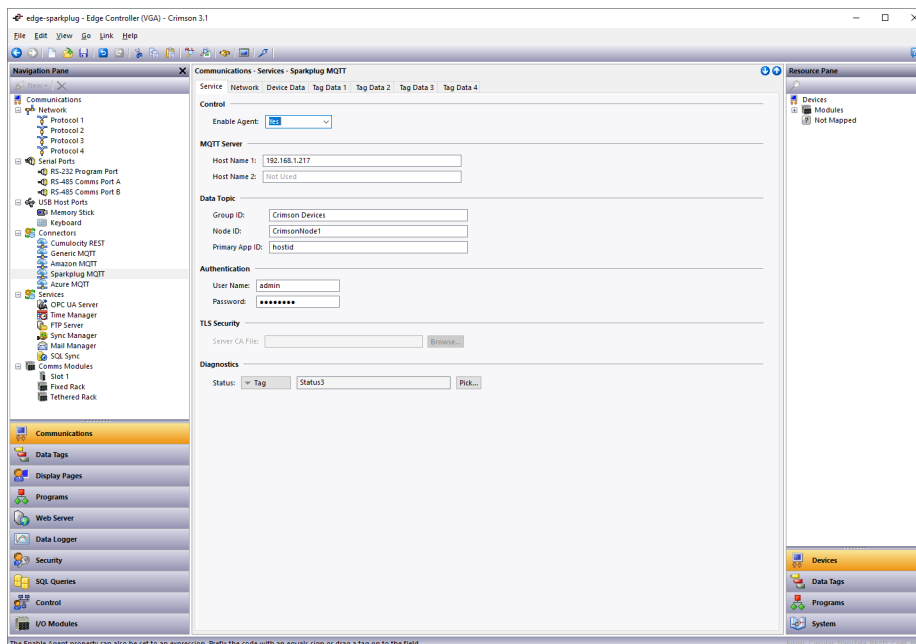 edge-sparkplug - Edge Controller (VGA) - Crimson 3.1
File Edit View Go Link Help
Navigation Pane
New
Communications
Network
Protocol 1
Protocol 2
Protocol 3
Protocol 4
Serial Ports
RS-232 Program Port
RS-485 Comms Port A
RS-485 Comms Port B
USB Host Ports
Memory Stick
Keyboard
Connectors
Cumulocity REST
Generic MQTT
Amazon MQTT
Sparkplug MQTT
Azure MQTT
Services
OPC UA Server
Time Manager
FTP Server
Sync Manager
Mail Manager
SQL Sync
Comms Modules
Slot 1
Fixed Rack
Tethered Rack
Communications
Data Tags
Display Pages
Programs
Web Server
Data Logger
Security
SQL Queries
Control
I/O Modules
Communications - Services - Sparkplug MQTT
Service Network Device Data Tag Data 1 Tag Data 2 Tag Data 3 Tag Data 4
Control
Enable Agent: Yes
MQTT Server
Host Name 1: 192.168.1.217
Host Name 2: Not Used
Data Topic
Group ID: Crimson Devices
Node ID: CrimsonNode1
Primary App ID: hostid
Authentication
User Name: admin
Password: ●●●●●●●●
TLS Security
Server CA File: Browse...
Diagnostics
Status: Tag Status3 Pick...
Resource Pane
Devices
Modules
Not Mapped
Devices
Data Tags
Programs
System
The Enable Agent property can also be set to an expression. Prefix the code with an equals sign or drag a tag on to the field.